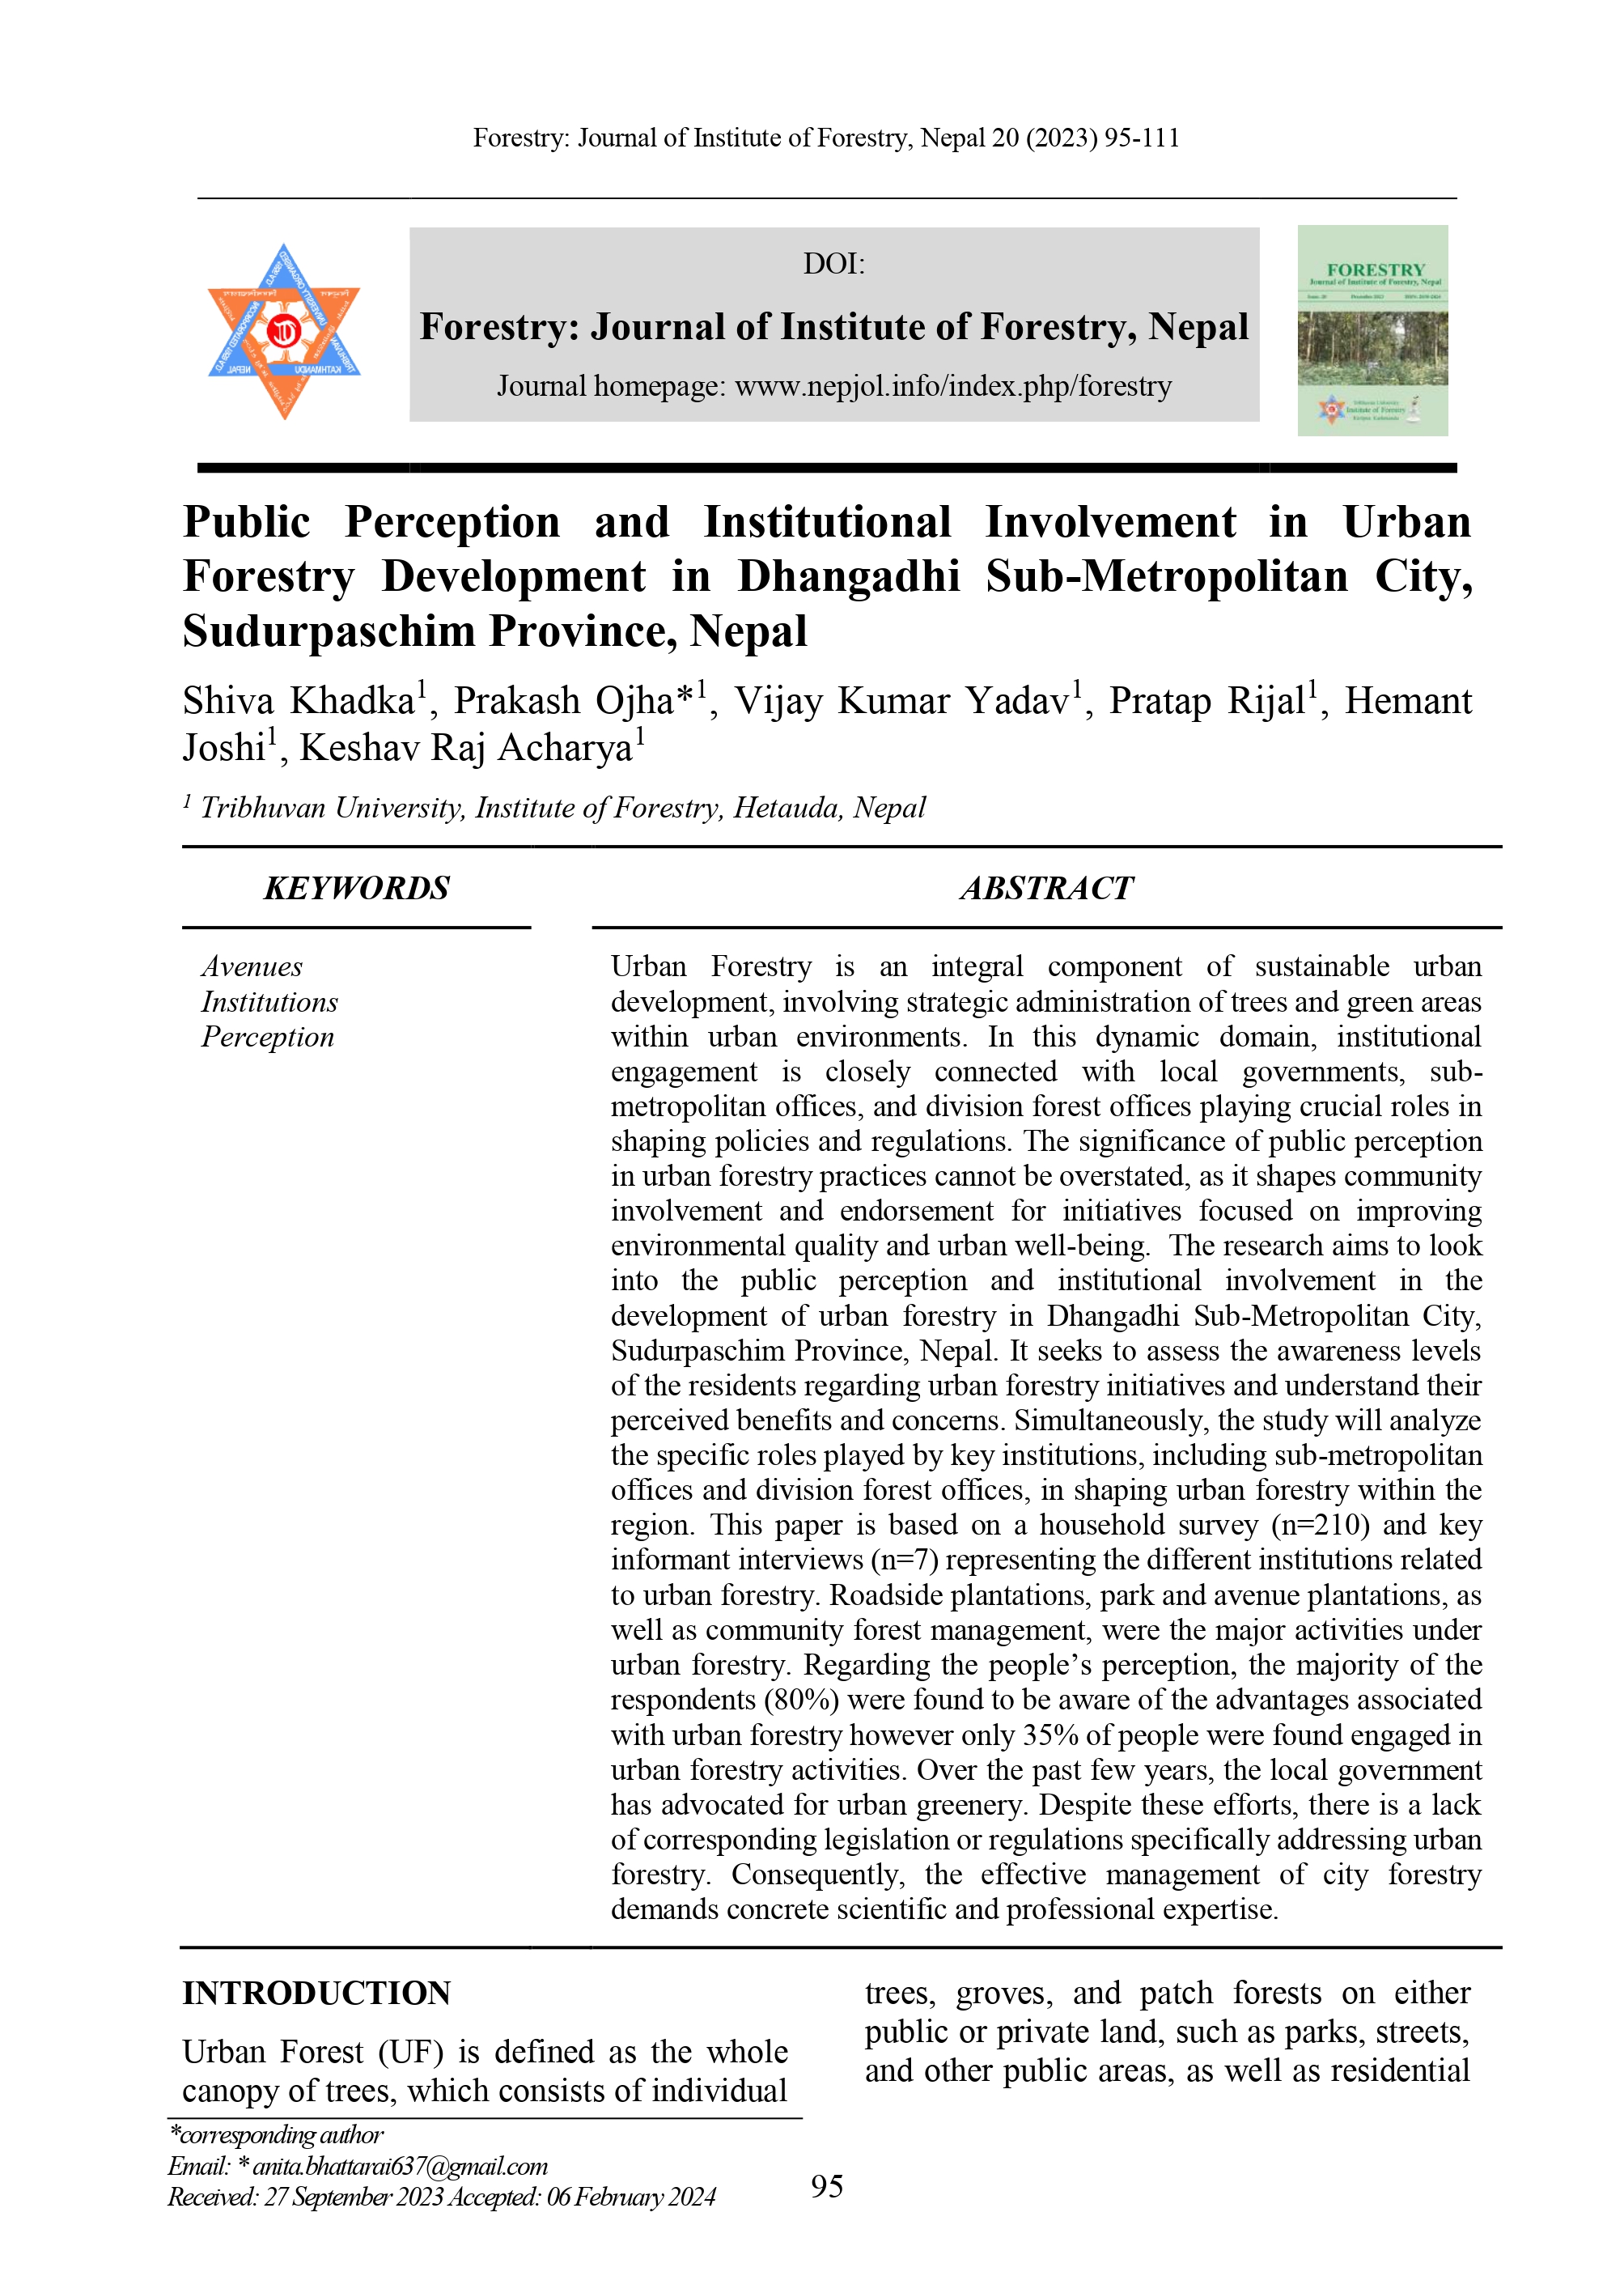 Forestry: Journal of Institute of Forestry, Nepal 20 (2023) 95-111
DOI:
Forestry: Journal of Institute of Forestry, Nepal
Journal homepage: www.nepjol.info/index.php/forestry
FORESTRY
Journal of Institute of Forestry, Nepal
Tribhuvan University
Institute of Forestry
KATHMANDU
NEPAL
Public Perception and Institutional Involvement in Urban
Forestry Development in Dhangadhi Sub-Metropolitan City,
Sudurpaschim Province, Nepal
Shiva Khadka1, Prakash Ojha*1, Vijay Kumar Yadav1, Pratap Rijal1, Hemant
Joshi1, Keshav Raj Acharya1
1 Tribhuvan University, Institute of Forestry, Hetauda, Nepal
KEYWORDS
Avenues
Institutions
Perception
ABSTRACT
Urban Forestry is an integral component of sustainable urban
development, involving strategic administration of trees and green areas
within urban environments. In this dynamic domain, institutional
engagement is closely connected with local governments, sub-
metropolitan offices, and division forest offices playing crucial roles in
shaping policies and regulations. The significance of public perception
in urban forestry practices cannot be overstated, as it shapes community
involvement and endorsement for initiatives focused on improving
environmental quality and urban well-being. The research aims to look
into the public perception and institutional involvement in the
development of urban forestry in Dhangadhi Sub-Metropolitan City,
Sudurpaschim Province, Nepal. It seeks to assess the awareness levels
of the residents regarding urban forestry initiatives and understand their
perceived benefits and concerns. Simultaneously, the study will analyze
the specific roles played by key institutions, including sub-metropolitan
offices and division forest offices, in shaping urban forestry within the
region. This paper is based on a household survey (n=210) and key
informant interviews (n=7) representing the different institutions related
to urban forestry. Roadside plantations, park and avenue plantations, as
well as community forest management, were the major activities under
urban forestry. Regarding the people’s perception, the majority of the
respondents (80%) were found to be aware of the advantages associated
with urban forestry however only 35% of people were found engaged in
urban forestry activities. Over the past few years, the local government
has advocated for urban greenery. Despite these efforts, there is a lack
of corresponding legislation or regulations specifically addressing urban
forestry. Consequently, the effective management of city forestry
demands concrete scientific and professional expertise.
INTRODUCTION
Urban Forest (UF) is defined as the whole
canopy of trees, which consists of individual
trees, groves, and patch forests on either
public or private land, such as parks, streets,
and other public areas, as well as residential
*corresponding author
Email: * anita.bhattarai637@gmail.com
Received: 27 September 2023 Accepted: 06 February 2024
95